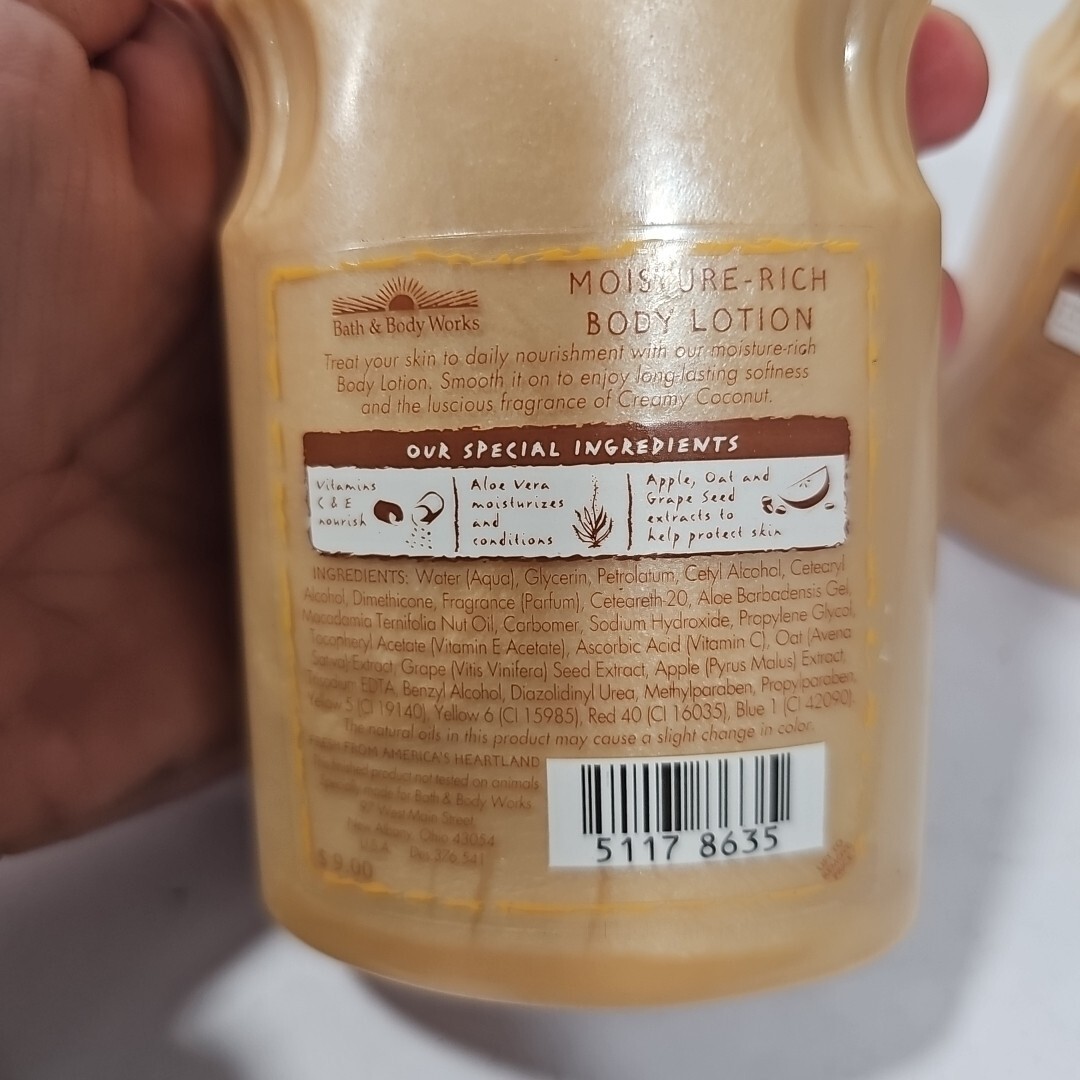 Bath & Body Works
MOISTURE-RICH
BODY LOTION
Treat your skin to daily nourishment with our moisture-rich
Body Lotion. Smooth it on to enjoy long-lasting softness
and the luscious fragrance of Creamy Coconut.
OUR SPECIAL INGREDIENTS
Vitamins
C & E
nourish
Aloe Vera
moisturizes
and
conditions
Apple, Oat and
Grape Seed
extracts to
help protect skin
INGREDIENTS: Water (Aqua), Glycerin, Petrolatum, Cetyl Alcohol, Cetearyl
Alcohol, Dimethicone, Fragrance (Parfum), Ceteareth-20, Aloe Barbadensis Gel,
Macadamia Ternifolia Nut Oil, Carbomer, Sodium Hydroxide, Propylene Glycol,
Tocopheryl Acetate (Vitamin E Acetate), Ascorbic Acid (Vitamin C), Oat (Avena
Sativa) Extract, Grape (Vitis Vinifera) Seed Extract, Apple (Pyrus Malus) Extract,
Trisodium EDTA, Benzyl Alcohol, Diazolidinyl Urea, Methylparaben, Propylparaben,
Yellow 5 (CI 19140), Yellow 6 (CI 15985), Red 40 (CI 16035), Blue 1 (CI 42090).
The natural oils in this product may cause a slight change in color.
FRESH FROM AMERICA'S HEARTLAND
product not tested on animals
Specially made for Bath & Body Works
97 West Main Street
New Albany, Ohio 43054
U.S.A. Des.376,541
$ 9.00
5117 8635